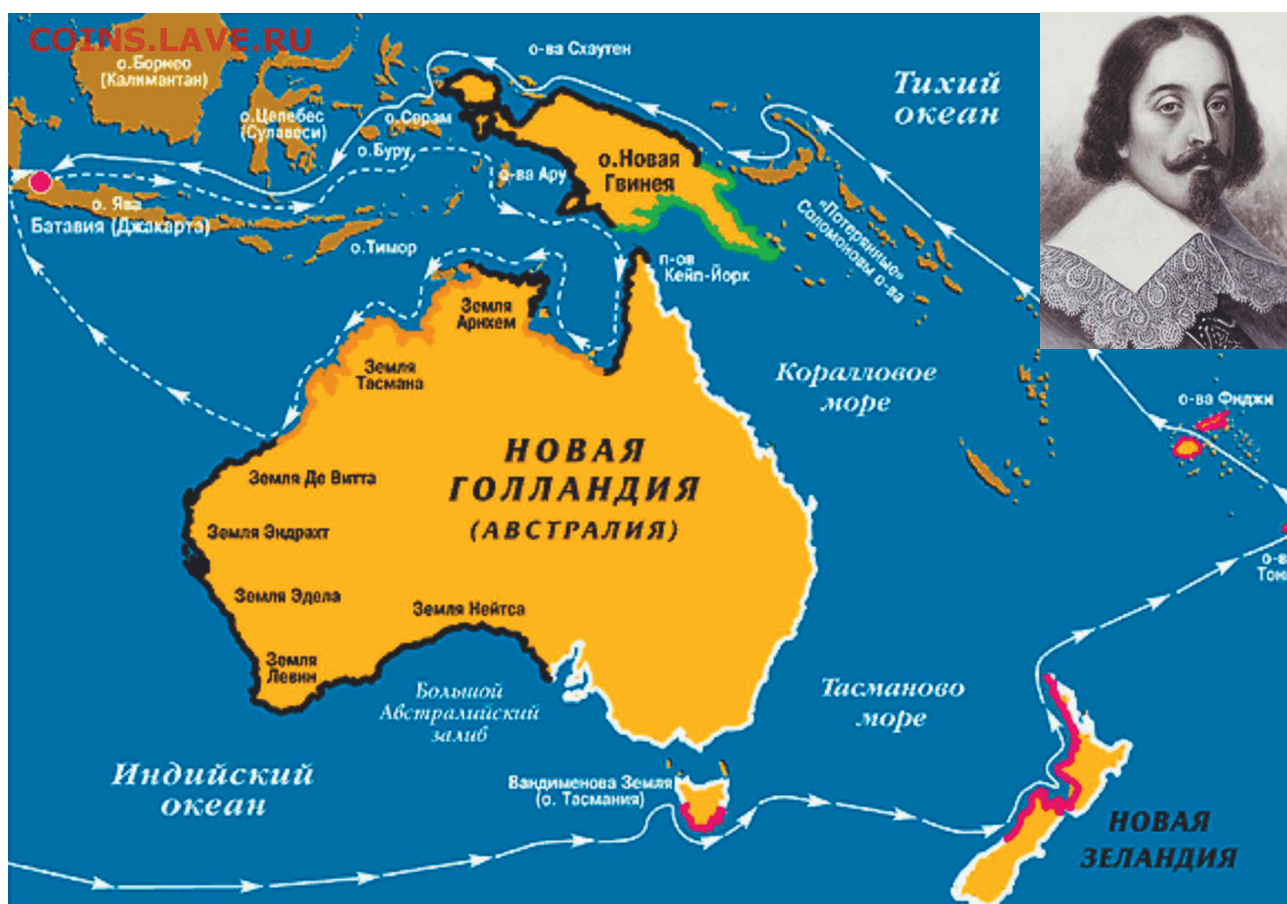 COINS.LAVE.RU
о-ва Схаутен
о.Борнео
(Калимантан)
Тихий
океан
о.Целебес
(Сулавеси)
о.Серам
о.Буру
о.Новая
Гвинея
о-ва Ару
о. Ява
Батавия (Джакарта)
«Потерянные»
Соломоновы о-ва
о.Тимор
п-ов
Кейп-Йорк
Земля
Арнхем
Земля
Тасмана
Коралловое
море
о-ва Фиджи
НОВАЯ
ГОЛЛАНДИЯ
(АВСТРАЛИЯ)
Земля Де Витта
Земля Эндрахт
о-в
Тон
Земля Эдела
Земля Нейтса
Земля
Левин
Большой
Австралийский
залив
Тасманово
море
Индийский
океан
Вандименова Земля
(о. Тасмания)
НОВАЯ
ЗЕЛАНДИЯ